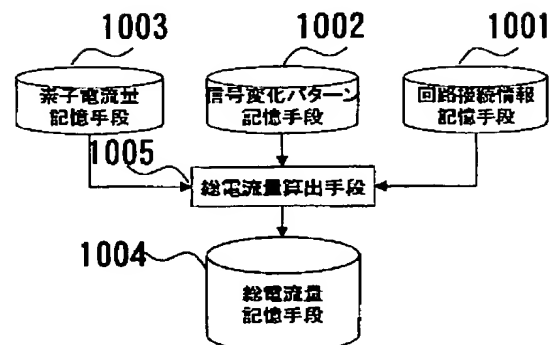 1003
1002
1001
素子電流量
記憶手段
信号変化パターン
記憶手段
回路接続情報
記憶手段
1005
総電流量算出手段
1004
総電流量
記憶手段